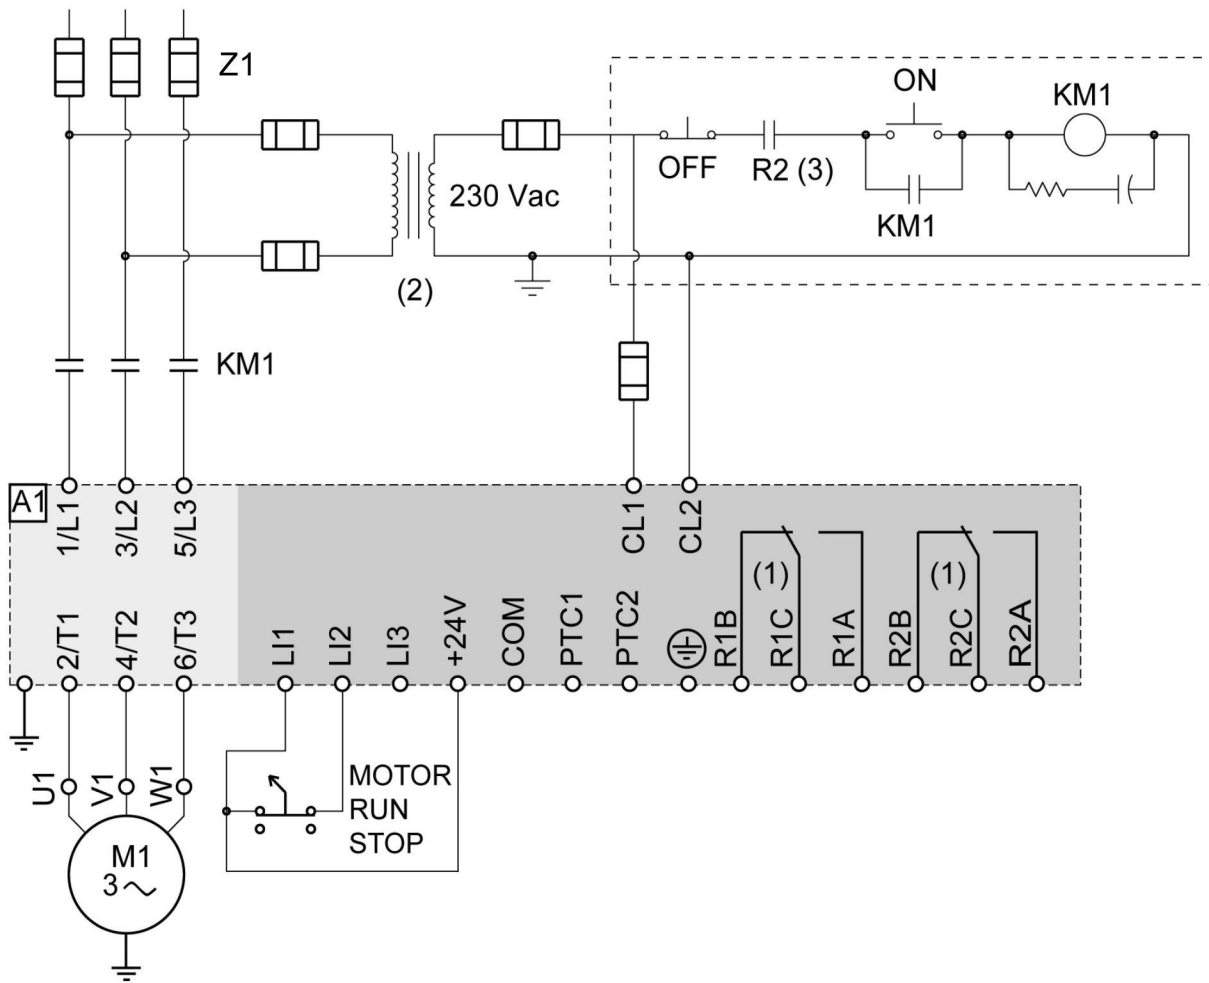 Z1
ON
KM1
OFF
R2 (3)
230 Vac
KM1
(2)
KM1
A1
1/L1
3/L2
5/L3
CL1
CL2
(1)
(1)
2/T1
4/T2
6/T3
LI1
LI2
LI3
+24V
COM
PTC1
PTC2
R1B
R1C
R1A
R2B
R2C
R2A
U1
V1
W1
MOTOR
RUN
STOP
M1
3~